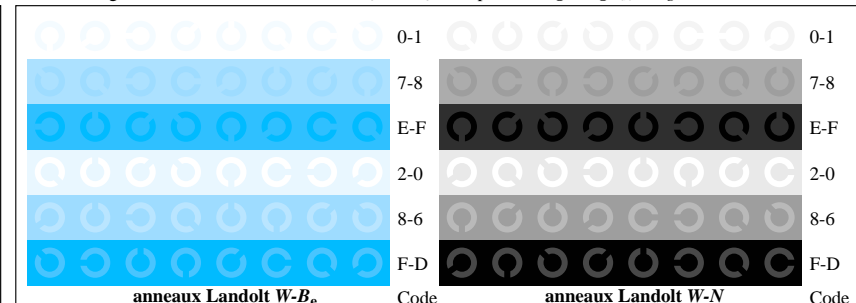 0-1 0-1
7-8 7-8
E-F E-F
2-0 2-0
8-6 8-6
F-D F-D
anneaux Landolt W-Be Code anneaux Landolt W-N Code